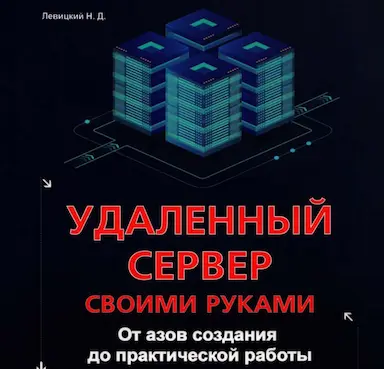 Левицкий Н. Д.
УДАЛЕННЫЙ
СЕРВЕР
СВОИМИ РУКАМИ
От азов создания
до практической работы